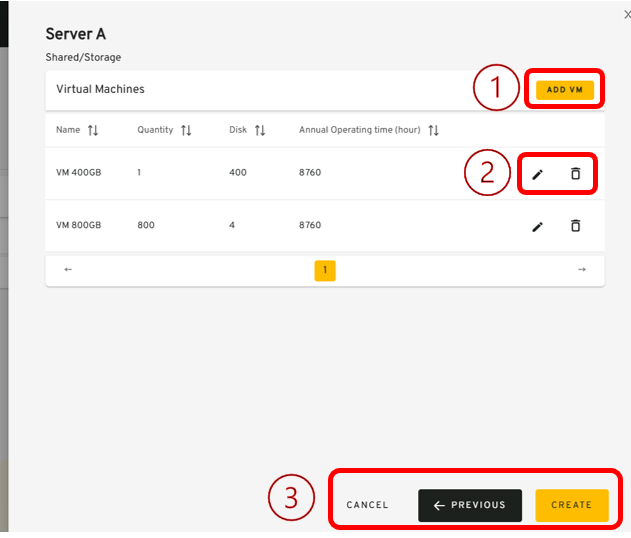 X
Server A
Shared/Storage
Virtual Machines
1
ADD VM
Name ↑↓ Quantity ↑↓ Disk ↑↓ Annual Operating time (hour) ↑↓
VM 400GB 1 400 8760
2
VM 800GB 800 4 8760
← 1 →
3
CANCEL ← PREVIOUS CREATE